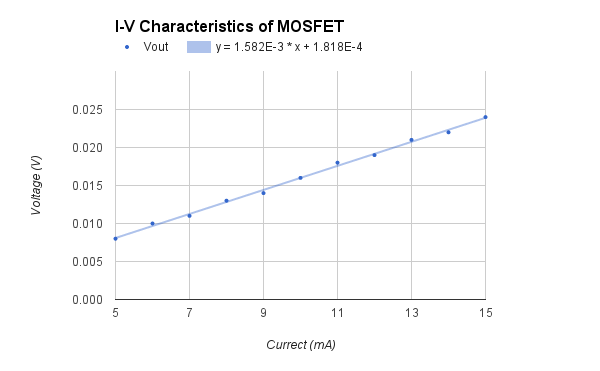 I-V Characteristics of MOSFET
Vout y = 1.582E-3 * x + 1.818E-4
0.025
0.020
0.015
0.010
0.005
0.000
Voltage (V)
5 7 9 11 13 15
Currect (mA)